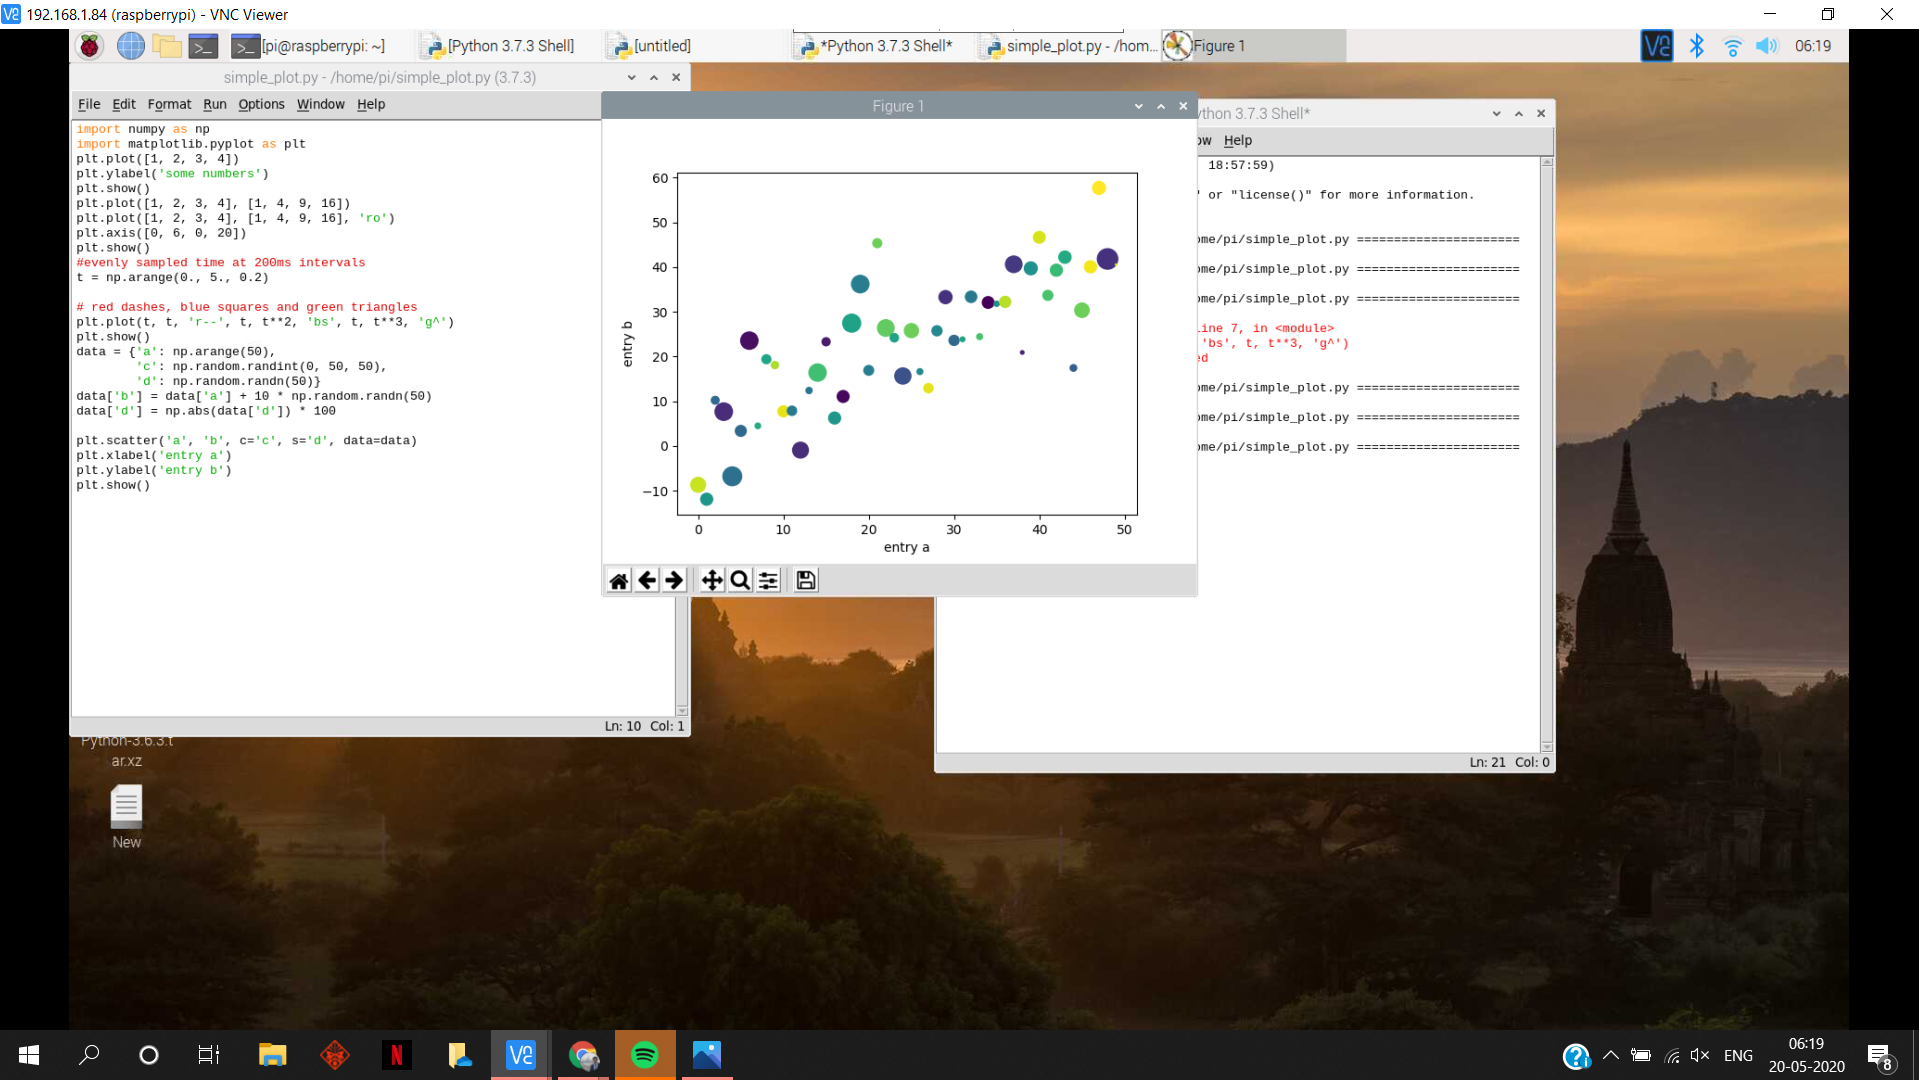 192.168.1.84 (raspberrypi) - VNC Viewer
[pi@raspberrypi: ~]
[Python 3.7.3 Shell]
[untitled]
*Python 3.7.3 Shell*
simple_plot.py - /hom...
Figure 1
06:19
simple_plot.py - /home/pi/simple_plot.py (3.7.3)
File Edit Format Run Options Window Help
import numpy as np
import matplotlib.pyplot as plt
plt.plot([1, 2, 3, 4])
plt.ylabel('some numbers')
plt.show()
plt.plot([1, 2, 3, 4], [1, 4, 9, 16])
plt.plot([1, 2, 3, 4], [1, 4, 9, 16], 'ro')
plt.axis([0, 6, 0, 20])
plt.show()
#evenly sampled time at 200ms intervals
t = np.arange(0., 5., 0.2)
# red dashes, blue squares and green triangles
plt.plot(t, t, 'r--', t, t**2, 'bs', t, t**3, 'g^')
plt.show()
data = {'a': np.arange(50),
'c': np.random.randint(0, 50, 50),
'd': np.random.randn(50)}
data['b'] = data['a'] + 10 * np.random.randn(50)
data['d'] = np.abs(data['d']) * 100
plt.scatter('a', 'b', c='c', s='d', data=data)
plt.xlabel('entry a')
plt.ylabel('entry b')
plt.show()
Ln: 10 Col: 1
Figure 1
60
50
40
30
20
10
0
−10
entry b
0 10 20 30 40 50
entry a
ython 3.7.3 Shell*
ow Help
18:57:59)
" or "license()" for more information.
ome/pi/simple_plot.py ======================
ome/pi/simple_plot.py ======================
ome/pi/simple_plot.py ======================
line 7, in <module>
'bs', t, t**3, 'g^')
ed
ome/pi/simple_plot.py ======================
ome/pi/simple_plot.py ======================
ome/pi/simple_plot.py ======================
Ln: 21 Col: 0
Python-3.6.3.t
ar.xz
New
ENG
06:19
20-05-2020
8